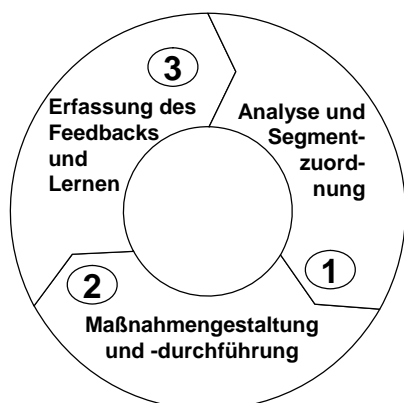 3
Erfassung des
Feedbacks
und
Lernen
Analyse und
Segment-
zuord-
nung
1
2
Maßnahmengestaltung
und -durchführung